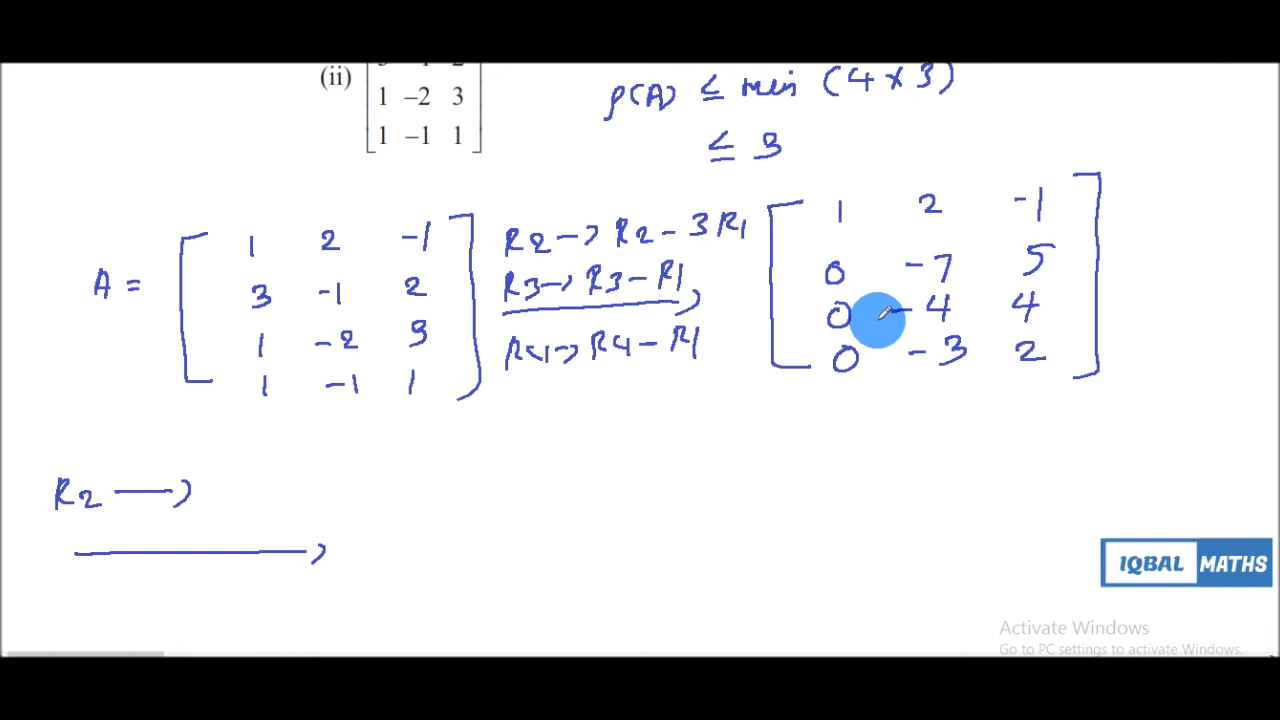 (ii)
1 -2 3
1 -1 1
ρ(A) ≤ min (4 × 3)
≤ 3
A = [ 1 2 -1
3 -1 2
1 -2 3
1 -1 1 ]
R2 → R2 - 3R1
R3 → R3 - R1
R4 → R4 - R1
[ 1 2 -1
0 -7 5
0 -4 4
0 -3 2 ]
R2 →
IQBAL MATHS
Activate Windows
Go to PC settings to activate Windows.